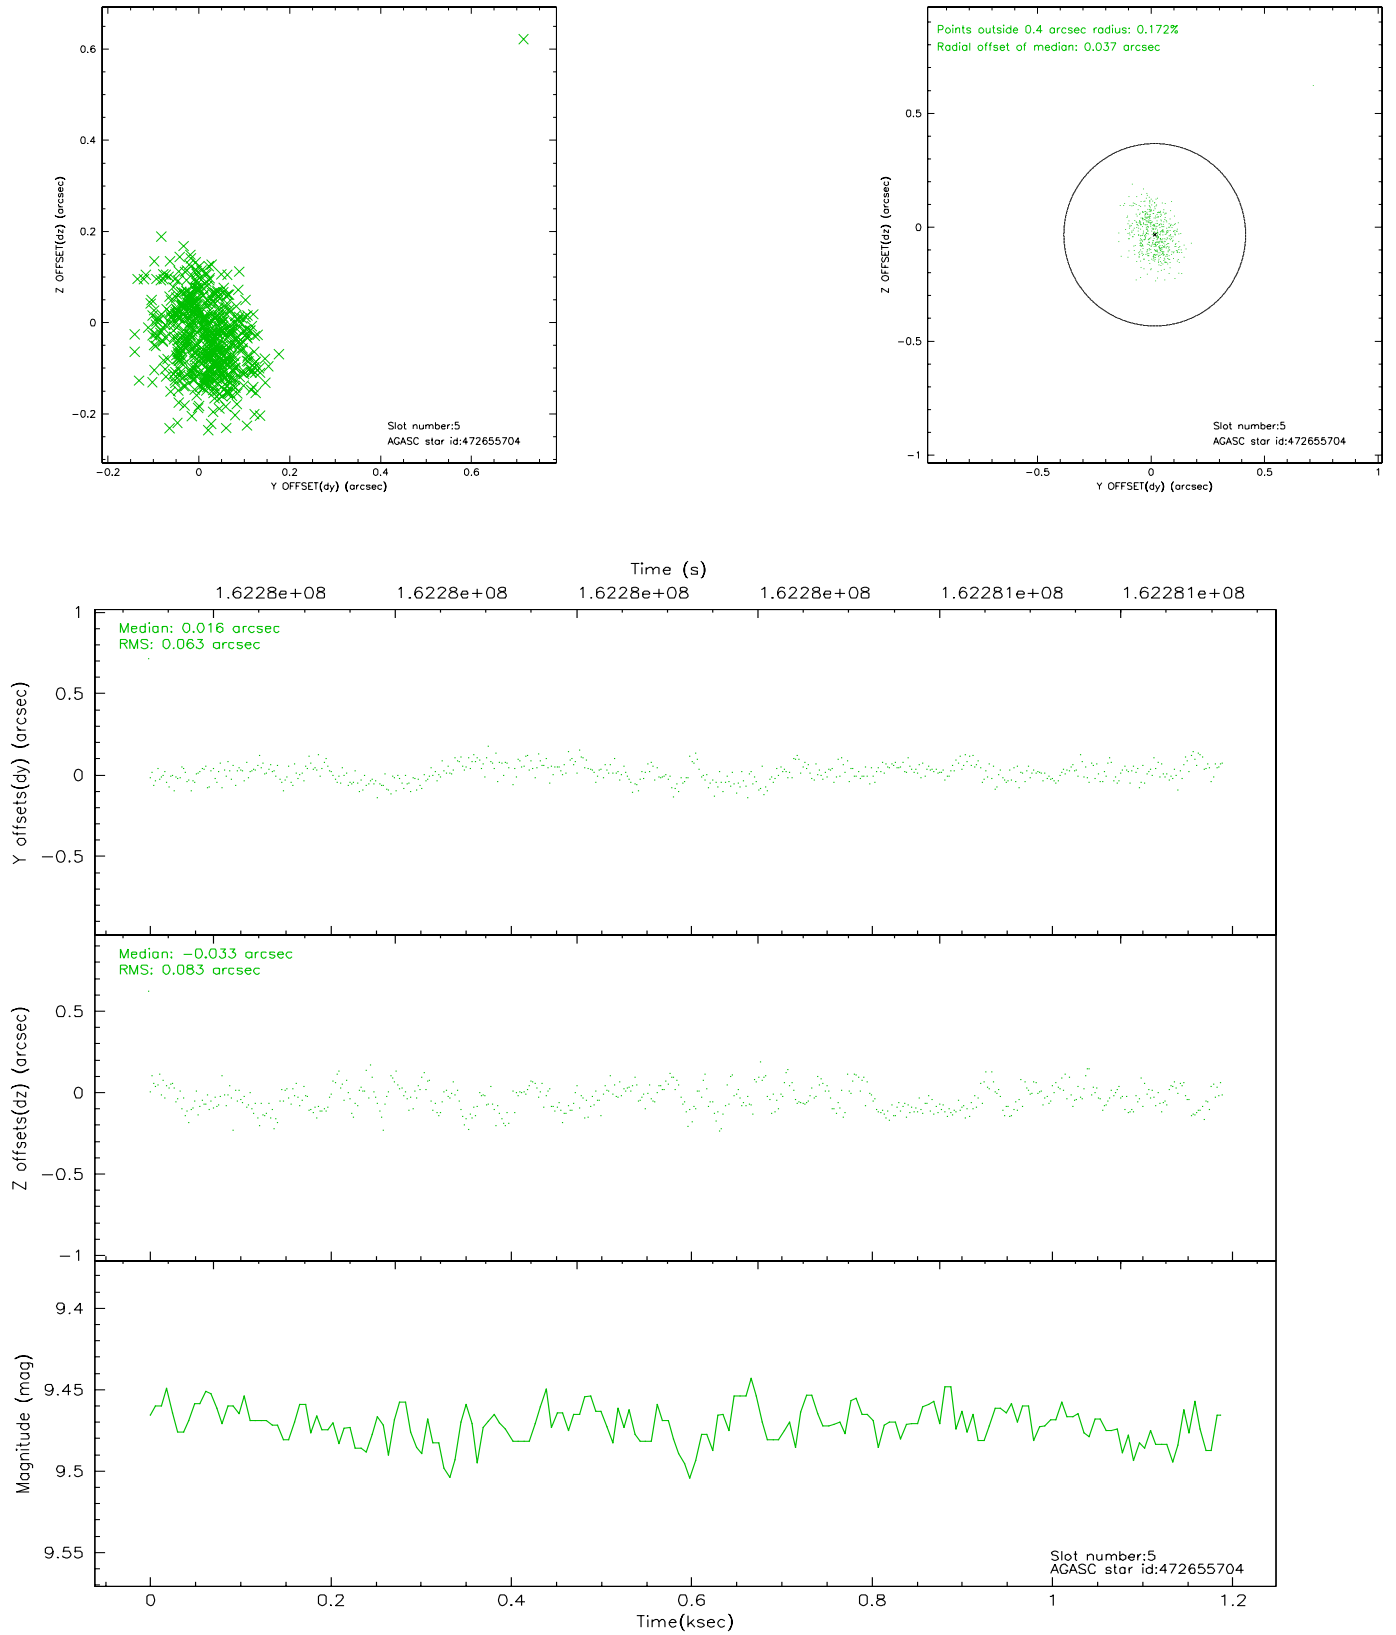 0.6
0.4
0.2
0
−0.2
Z OFFSET(dz) (arcsec)
−0.2 0 0.2 0.4 0.6
Y OFFSET(dy) (arcsec)
Slot number:5
AGASC star id:472655704
Points outside 0.4 arcsec radius: 0.172%
Radial offset of median: 0.037 arcsec
0.5
0
−0.5
−1
Z OFFSET(dz) (arcsec)
−0.5 0 0.5 1
Y OFFSET(dy) (arcsec)
Slot number:5
AGASC star id:472655704
Time (s)
1.6228e+08 1.6228e+08 1.6228e+08 1.6228e+08 1.62281e+08 1.62281e+08
Median: 0.016 arcsec
RMS: 0.063 arcsec
1
0.5
0
−0.5
Y offsets(dy) (arcsec)
Median: −0.033 arcsec
RMS: 0.083 arcsec
0.5
0
−0.5
−1
Z offsets(dz) (arcsec)
9.4
9.45
9.5
9.55
Magnitude (mag)
Slot number:5
AGASC star id:472655704
0 0.2 0.4 0.6 0.8 1 1.2
Time(ksec)